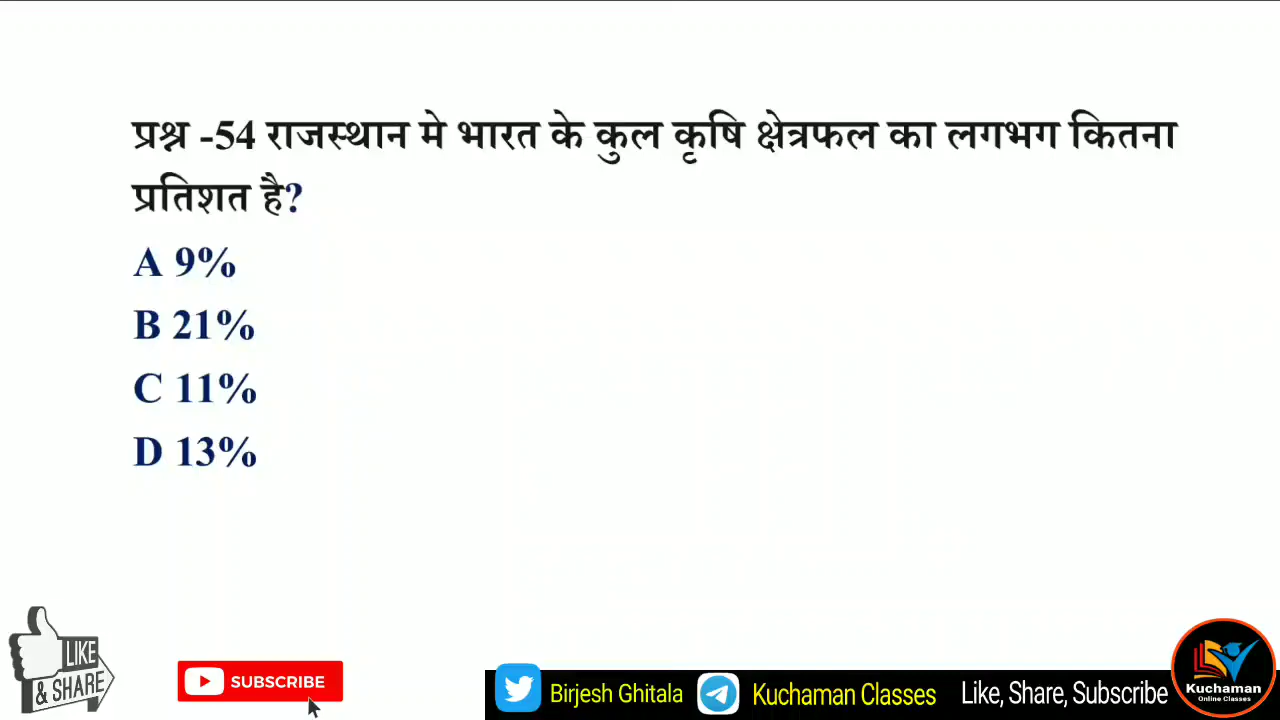 प्रश्न -54 राजस्थान मे भारत के कुल कृषि क्षेत्रफल का लगभग कितना
प्रतिशत है?
A 9%
B 21%
C 11%
D 13%
LIKE
& SHARE
SUBSCRIBE
Birjesh Ghitala
Kuchaman Classes
Like, Share, Subscribe
Kuchaman
Online Classes